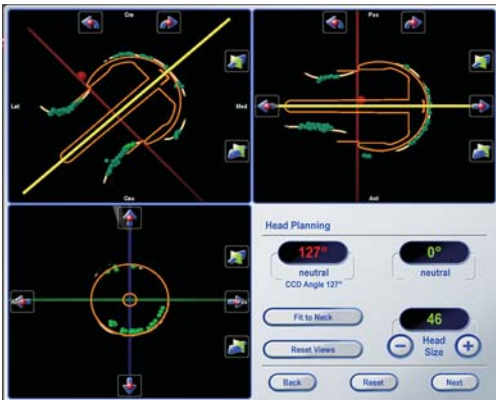 Cre
Pos
Lat
Med
Cau
Ant
Head Planning
127°
0°
neutral
neutral
CCD Angle 127°
Fit to Neck
46
Head
Size
Reset Views
Back
Reset
Next